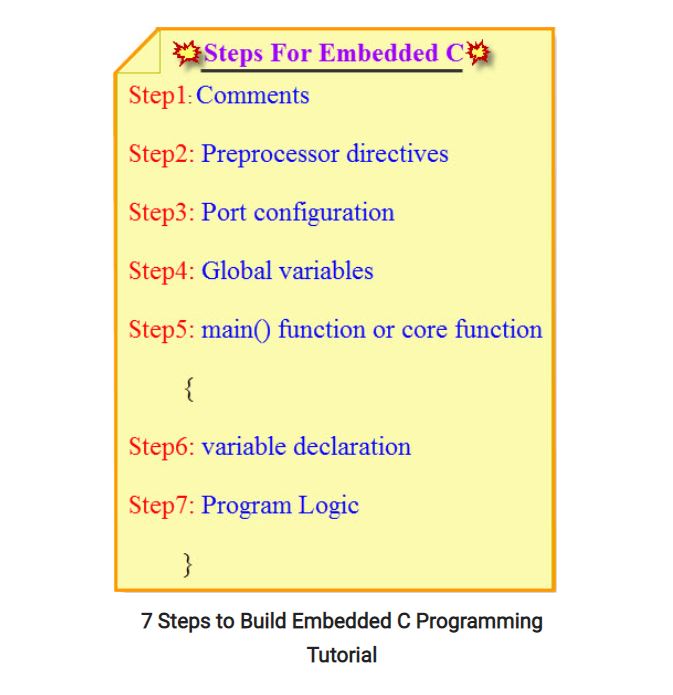 Steps For Embedded C
Step1: Comments
Step2: Preprocessor directives
Step3: Port configuration
Step4: Global variables
Step5: main() function or core function
{
Step6: variable declaration
Step7: Program Logic
}
7 Steps to Build Embedded C Programming
Tutorial